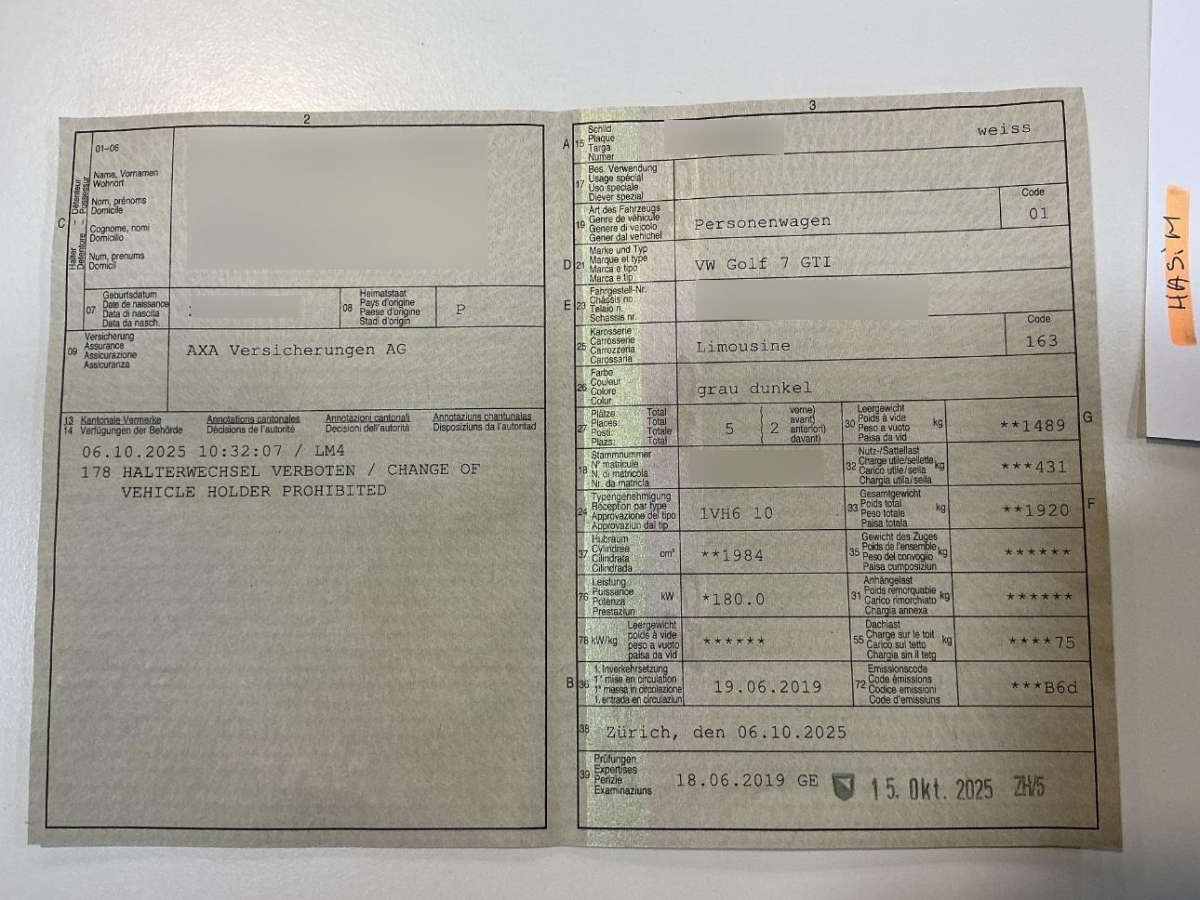 2
01-06
C - Détenteur Possessur
Halter Detentore
Name, Vornamen
Wohnort
Nom, prénoms
Domicile
Cognome, nomi
Domicilio
Num, prenums
Domicil
07
Geburtsdatum
Date de naissance
Data di nascita
Data da nasch.
:
08
Heimatstaat
Pays d'origine
Paese d'origine
Stadi d'origin
P
09
Versicherung
Assurance
Assicurazione
Assicuranza
AXA Versicherungen AG
13 Kantonale Vermerke Annotations cantonales Annotazioni cantonali Annotaziuns chantunalas
14 Verfügungen der Behörde Décisions de l'autorité Decisioni dell'autorità Disposiziuns da l'autoritad
06.10.2025 10:32:07 / LM4
178 HALTERWECHSEL VERBOTEN / CHANGE OF
VEHICLE HOLDER PROHIBITED
3
A 15
Schild
Plaque
Targa
Numer
weiss
17
Bes. Verwendung
Usage spécial
Uso speciale
Diever spezial
19
Art des Fahrzeugs
Genre de véhicule
Genere di veicolo
Gener dal vehichel
Personenwagen
Code
01
D 21
Marke und Typ
Marque et type
Marca e tipo
Marca e tip
VW Golf 7 GTI
E 23
Fahrgestell-Nr.
Châssis no
Telaio n.
Schassis nr.
25
Karosserie
Carrosserie
Carrozzeria
Carossaria
Limousine
Code
163
26
Farbe
Couleur
Colore
Colur
grau dunkel
27
Plätze Total
Places Total
Posti Totale
Plazs Total
5 { 2
vorne)
avant)
anteriori)
davant)
30
Leergewicht
Poids à vide
Peso a vuoto
Paisa da vid
kg
**1489
G
18
Stammnummer
N° matricule
N. di matricola
Nr. da matricla
32
Nutz-/Sattellast
Charge utile/sellette
Carico utile/sella
Chargia utila/sella
kg
***431
24
Typengenehmigung
Réception par type
Approvazione del tipo
Approvaziun dal tip
1VH6 10
33
Gesamtgewicht
Poids total
Peso totale
Paisa totala
kg
**1920
F
37
Hubraum
Cylindrée
Cilindrata
Cilindrada
cm³
**1984
35
Gewicht des Zuges
Poids de l'ensemble
Peso del convoglio
Paisa cumposiziun
kg
******
76
Leistung
Puissance
Potenza
Prestaziun
kW
*180.0
31
Anhängelast
Poids remorquable
Carico rimorchiato
Chargia annexa
kg
******
78 kW/kg
Leergewicht
poids à vide
peso a vuoto
paisa da vid
******
55
Dachlast
Charge sur le toit
Carico sul tetto
Chargia sin il tetg
kg
****75
B 36
1. Inverkehrsetzung
1re mise en circulation
1a messa in circolazione
1. entrada en circulaziun
19.06.2019
72
Emissionscode
Code émissions
Codice emissioni
Code d'emissiuns
***B6d
38
Zürich, den 06.10.2025
39
Prüfungen
Expertises
Perizie
Examinaziuns
18.06.2019 GE
15. Okt. 2025 ZH/5
HASiM